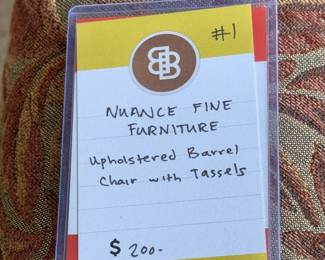 #1
NUANCE FINE
FURNITURE
Upholstered Barrel
Chair with Tassels
$ 200-